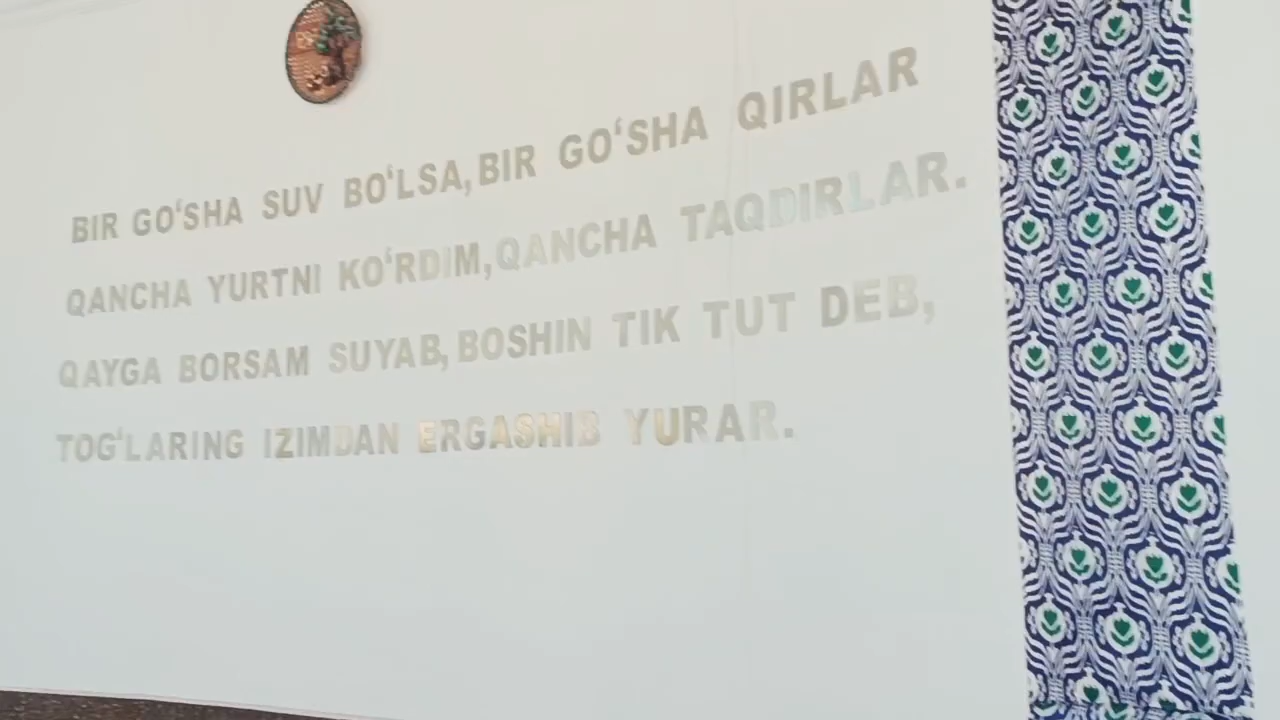 BIR GO‘SHA SUV BO‘LSA, BIR GO‘SHA QIRLAR
QANCHA YURTNI KO‘RDIM, QANCHA TAQDIRLAR.
QAYGA BORSAM SUYAB, BOSHIN TIK TUT DEB,
TOG‘LARING IZIMDAN ERGASHIB YURAR.